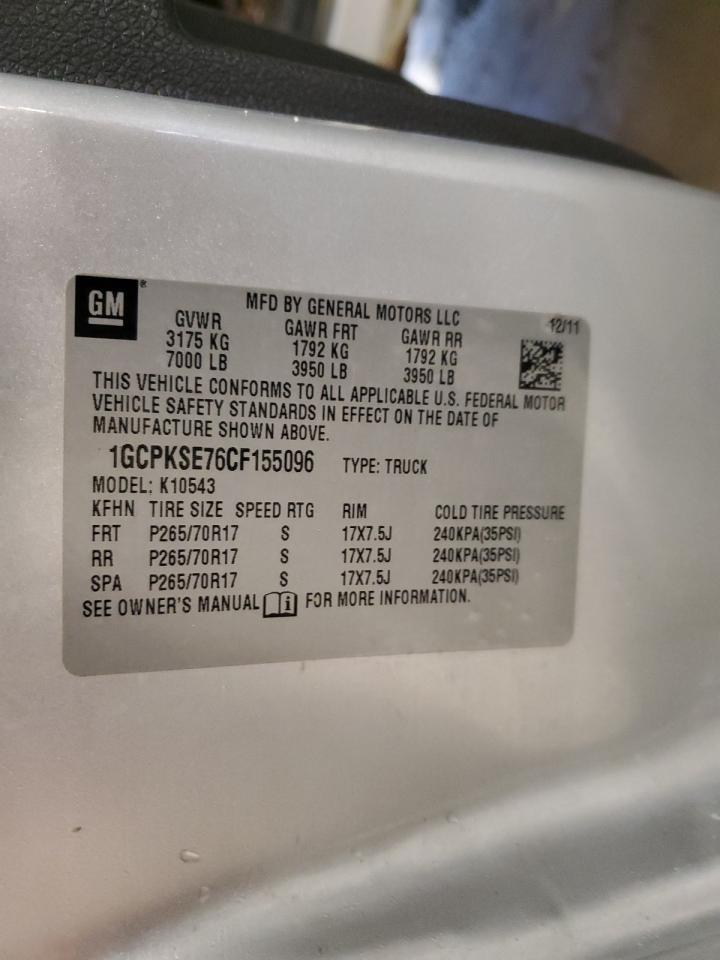 GM®
MFD BY GENERAL MOTORS LLC 12/11
GVWR GAWR FRT GAWR RR
3175 KG 1792 KG 1792 KG
7000 LB 3950 LB 3950 LB
THIS VEHICLE CONFORMS TO ALL APPLICABLE U.S. FEDERAL MOTOR
VEHICLE SAFETY STANDARDS IN EFFECT ON THE DATE OF
MANUFACTURE SHOWN ABOVE.
1GCPKSE76CF155096 TYPE: TRUCK
MODEL: K10543
KFHN TIRE SIZE SPEED RTG RIM COLD TIRE PRESSURE
FRT P265/70R17 S 17X7.5J 240KPA(35PSI)
RR P265/70R17 S 17X7.5J 240KPA(35PSI)
SPA P265/70R17 S 17X7.5J 240KPA(35PSI)
SEE OWNER'S MANUAL i FOR MORE INFORMATION.